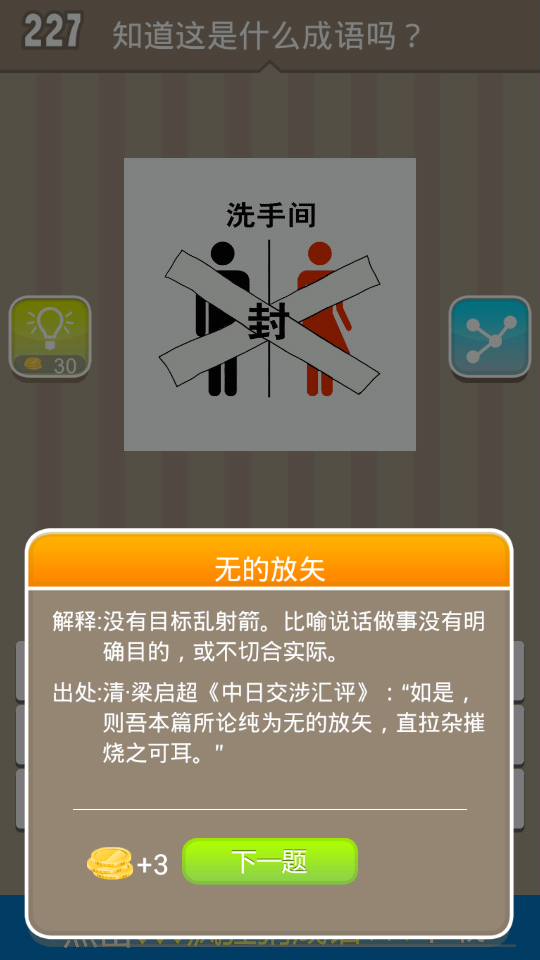 227
知道这是什么成语吗？
洗手间
封
30
无的放矢
解释:没有目标乱射箭。比喻说话做事没有明
确目的，或不切合实际。
出处:清·梁启超《中日交涉汇评》：“如是，
则吾本篇所论纯为无的放矢，直拉杂摧
烧之可耳。”
+3
下一题